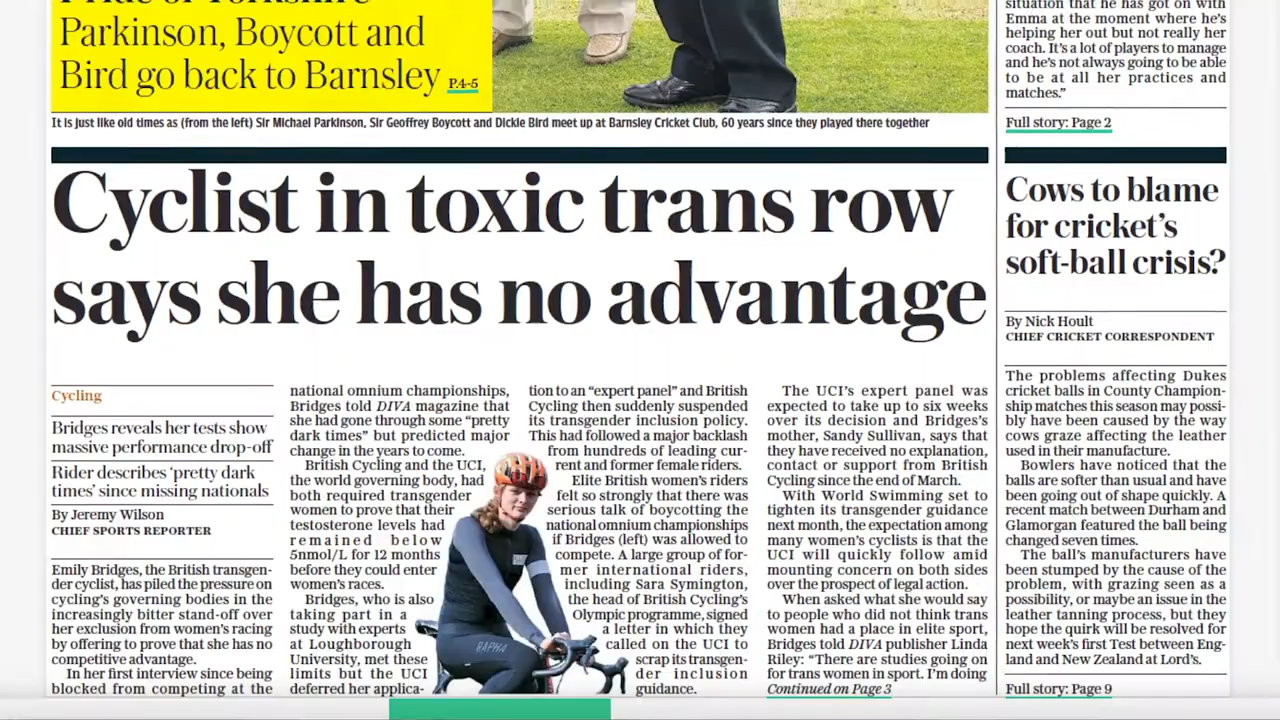 Pride of Yorkshire
Parkinson, Boycott and
Bird go back to Barnsley P.4-5
It is just like old times as (from the left) Sir Michael Parkinson, Sir Geoffrey Boycott and Dickie Bird meet up at Barnsley Cricket Club, 60 years since they played there together
situation that he has got on with
Emma at the moment where he's
helping her out but not really her
coach. It's a lot of players to manage
and he's not always going to be able
to be at all her practices and
matches.”
Full story: Page 2
Cyclist in toxic trans row
says she has no advantage
Cycling
Bridges reveals her tests show
massive performance drop-off
Rider describes ‘pretty dark
times’ since missing nationals
By Jeremy Wilson
CHIEF SPORTS REPORTER
Emily Bridges, the British transgen-
der cyclist, has piled the pressure on
cycling's governing bodies in the
increasingly bitter stand-off over
her exclusion from women's racing
by offering to prove that she has no
competitive advantage.
In her first interview since being
blocked from competing at the
national omnium championships,
Bridges told DIVA magazine that
she had gone through some “pretty
dark times” but predicted major
change in the years to come.
British Cycling and the UCI,
the world governing body, had
both required transgender
women to prove that their
testosterone levels had
remained below
5nmol/L for 12 months
before they could enter
women's races.
Bridges, who is also
taking part in a
study with experts
at Loughborough
University, met these
limits but the UCI
deferred her applica-
tion to an “expert panel” and British
Cycling then suddenly suspended
its transgender inclusion policy.
This had followed a major backlash
from hundreds of leading cur-
rent and former female riders.
Elite British women's riders
felt so strongly that there was
serious talk of boycotting the
national omnium championships
if Bridges (left) was allowed to
compete. A large group of for-
mer international riders,
including Sara Symington,
the head of British Cycling's
Olympic programme, signed
a letter in which they
called on the UCI to
scrap its transgen-
der inclusion
guidance.
RAPHA
The UCI's expert panel was
expected to take up to six weeks
over its decision and Bridges's
mother, Sandy Sullivan, says that
they have received no explanation,
contact or support from British
Cycling since the end of March.
With World Swimming set to
tighten its transgender guidance
next month, the expectation among
many women's cyclists is that the
UCI will quickly follow amid
mounting concern on both sides
over the prospect of legal action.
When asked what she would say
to people who did not think trans
women had a place in elite sport,
Bridges told DIVA publisher Linda
Riley: “There are studies going on
for trans women in sport. I'm doing
Continued on Page 3
Cows to blame
for cricket's
soft-ball crisis?
By Nick Hoult
CHIEF CRICKET CORRESPONDENT
The problems affecting Dukes
cricket balls in County Champion-
ship matches this season may possi-
bly have been caused by the way
cows graze affecting the leather
used in their manufacture.
Bowlers have noticed that the
balls are softer than usual and have
been going out of shape quickly. A
recent match between Durham and
Glamorgan featured the ball being
changed seven times.
The ball's manufacturers have
been stumped by the cause of the
problem, with grazing seen as a
possibility, or maybe an issue in the
leather tanning process, but they
hope the quirk will be resolved for
next week's first Test between Eng-
land and New Zealand at Lord's.
Full story: Page 9